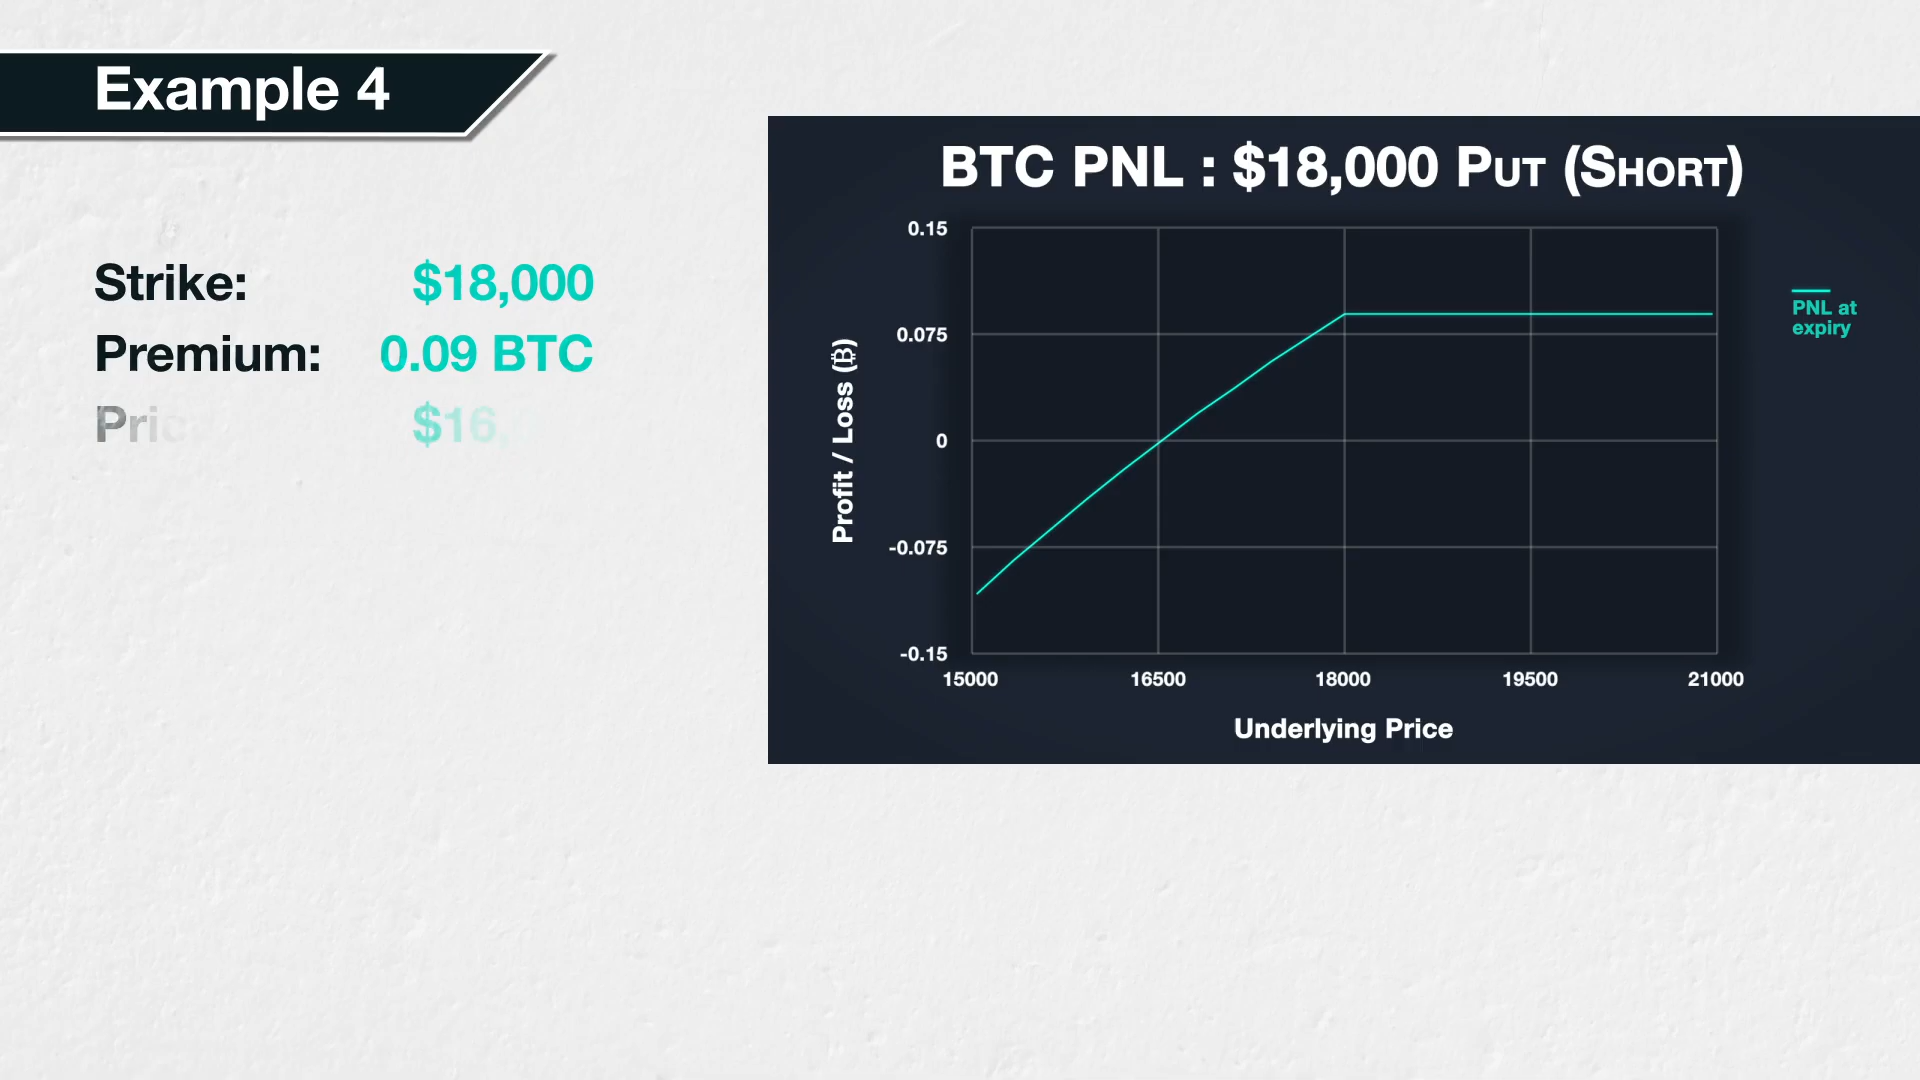 Example 4
Strike: $18,000
Premium: 0.09 BTC
$16,
BTC PNL : $18,000 Put (Short)
0.15
0.075
0
-0.075
-0.15
Profit / Loss (₿)
15000 16500 18000 19500 21000
Underlying Price
PNL at
expiry